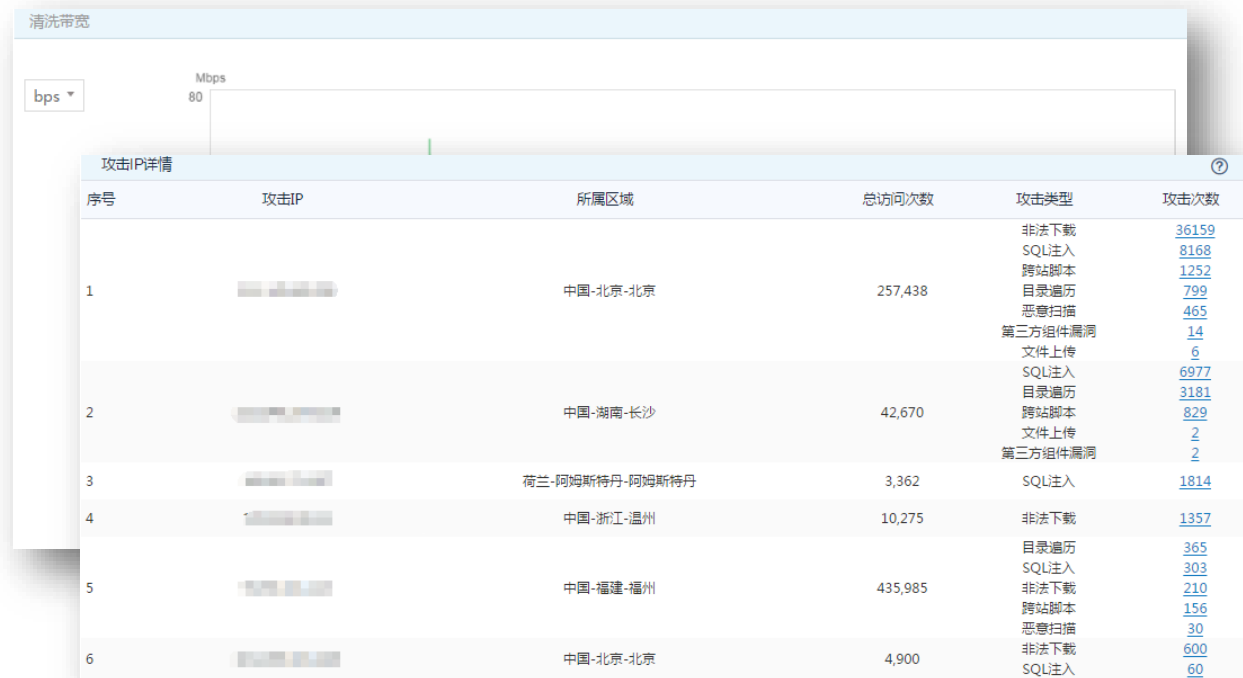 清洗带宽
bps
Mbps
80
攻击IP详情
序号 攻击IP 所属区域 总访问次数 攻击类型 攻击次数
非法下载 36159
SQL注入 8168
跨站脚本 1252
1 中国-北京-北京 257,438 目录遍历 799
恶意扫描 465
第三方组件漏洞 14
文件上传 6
SQL注入 6977
目录遍历 3181
2 中国-湖南-长沙 42,670 跨站脚本 829
文件上传 2
第三方组件漏洞 2
3 荷兰-阿姆斯特丹-阿姆斯特丹 3,362 SQL注入 1814
4 中国-浙江-温州 10,275 非法下载 1357
目录遍历 365
SQL注入 303
5 中国-福建-福州 435,985 非法下载 210
跨站脚本 156
恶意扫描 30
非法下载 600
6 中国-北京-北京 4,900
SQL注入 60